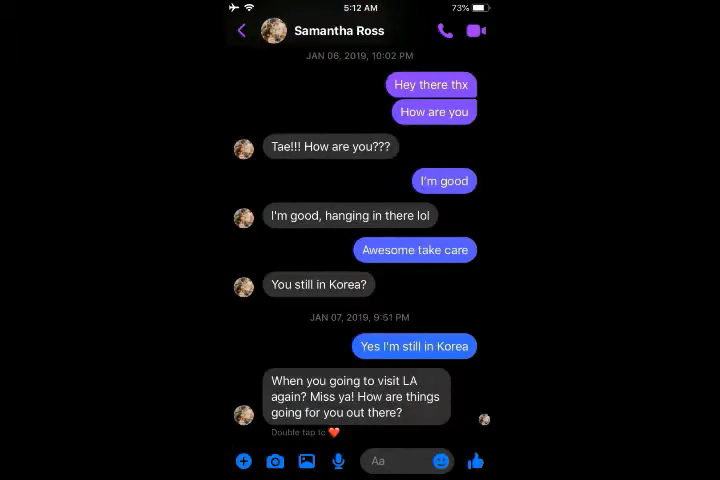 5:12 AM
73%
Samantha Ross
JAN 06, 2019, 10:02 PM
Hey there thx
How are you
Tae!!! How are you???
I'm good
I'm good, hanging in there lol
Awesome take care
You still in Korea?
JAN 07, 2019, 9:51 PM
Yes I'm still in Korea
When you going to visit LA
again? Miss ya! How are things
going for you out there?
Double tap to ❤️
Aa